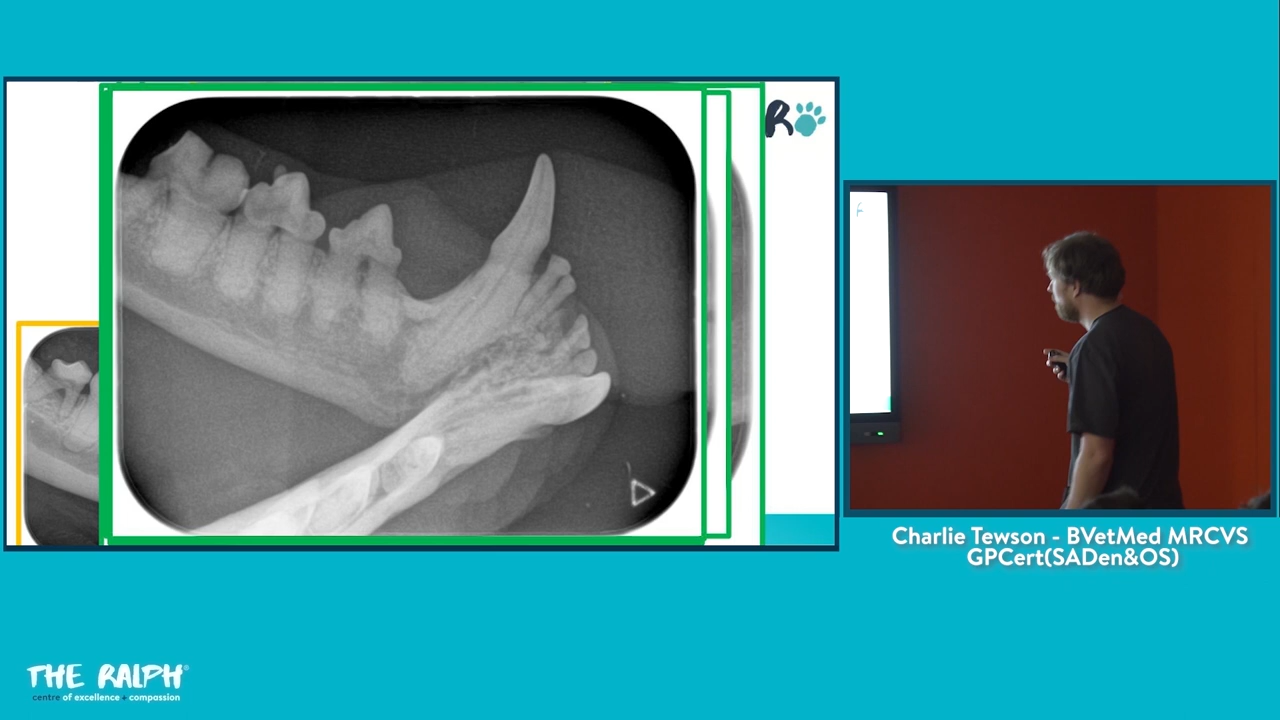 R
Charlie Tewson - BVetMed MRCVS
GPCert(SADen&OS)
THE RALPH®
centre of excellence + compassion